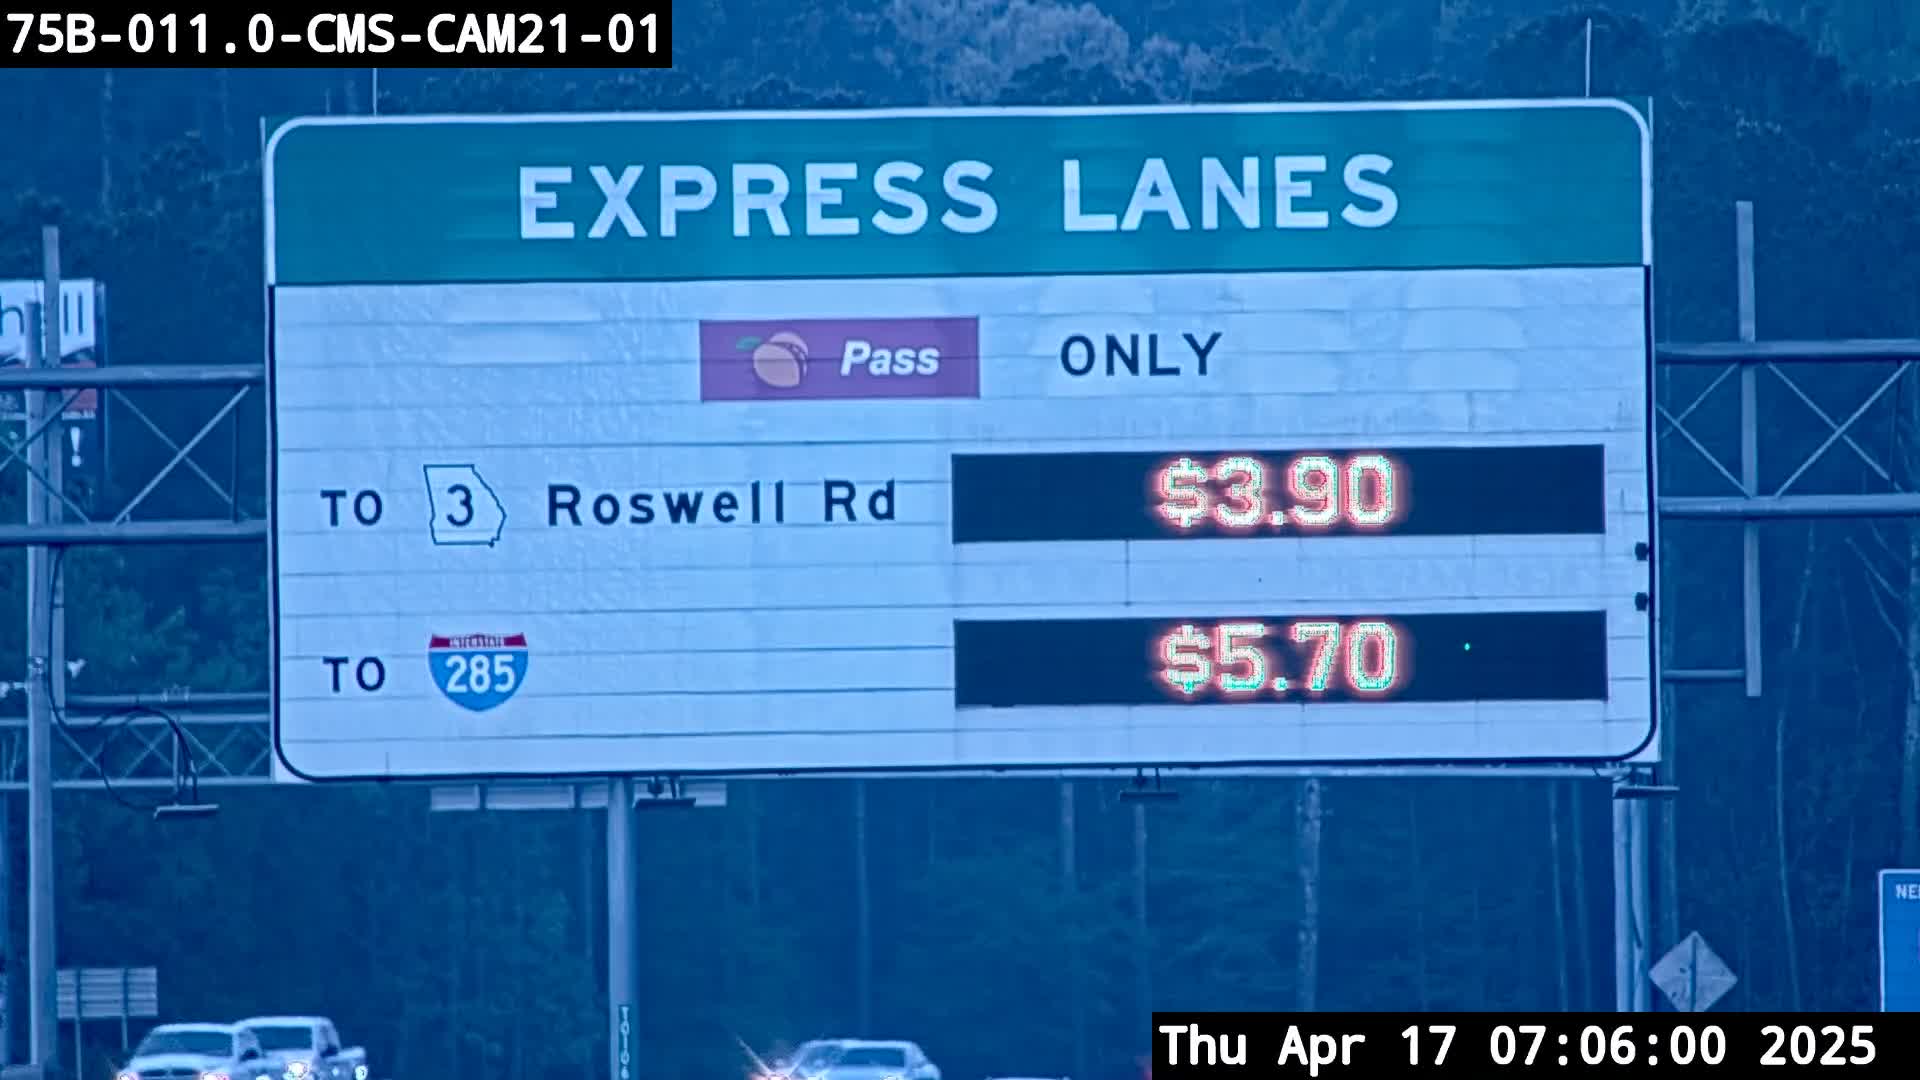 75B-011.0-CMS-CAM21-01
EXPRESS LANES
Pass ONLY
TO 3 Roswell Rd $3.90
INTERSTATE
TO 285 $5.70
Thu Apr 17 07:06:00 2025